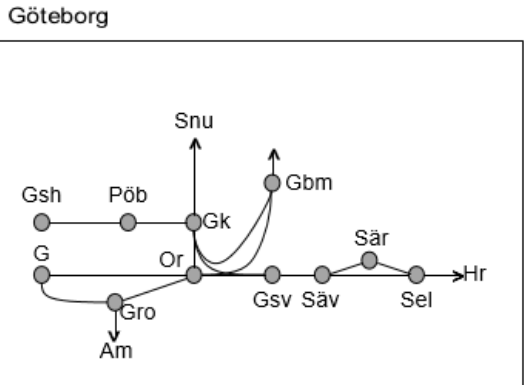 Göteborg
Snu
Gsh Pöb Gk Gbm
G Or Sär
Hr
Gro Gsv Säv Sel
Am